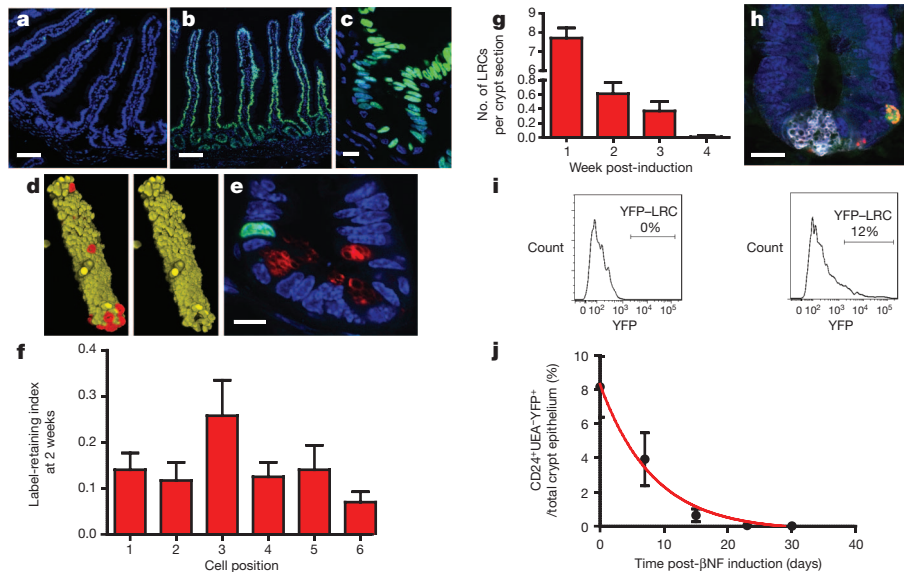 a
b
c
d
e
f
Label-retaining index
at 2 weeks
0.4
0.3
0.2
0.1
0.0
1 2 3 4 5 6
Cell position
g
No. of LRCs
per crypt section
8
7
6
0.8
0.6
0.4
0.2
0
1 2 3 4
Week post-induction
h
i
Count
YFP–LRC
0%
0 10² 10³ 10⁴ 10⁵
YFP
Count
YFP–LRC
12%
0 10² 10³ 10⁴ 10⁵
YFP
j
CD24⁺UEA⁻YFP⁺
/total crypt epithelium (%)
10
8
6
4
2
0
0 10 20 30 40
Time post-βNF induction (days)